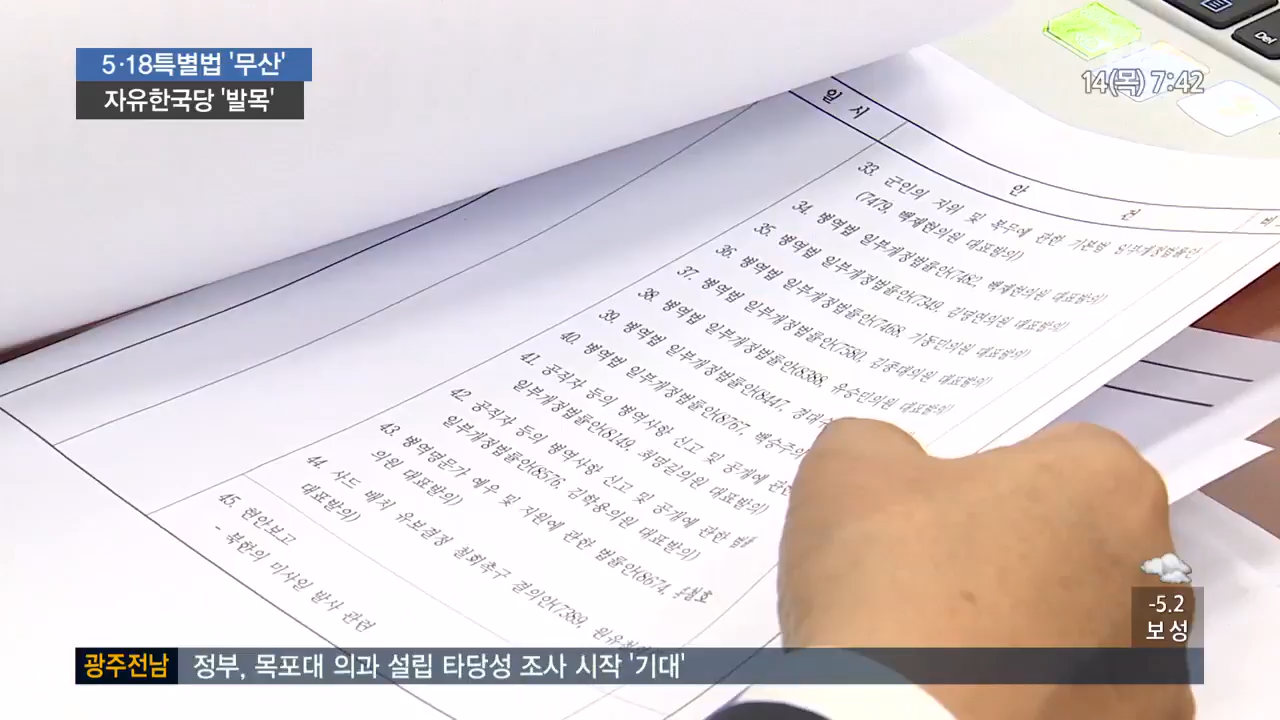 5·18특별법 '무산'
자유한국당 '발목'
14(목) 7:42
Del
일 시
안 건
33. 군인의 지위 및 복무에 관한 기본법 일부개정법률안
(7479, 백제현의원 대표발의)
34. 병역법 일부개정법률안(7482, 백제현의원 대표발의)
35. 병역법 일부개정법률안(7349, 김영연의원 대표발의)
36. 병역법 일부개정법률안(7468, 기동민의원 대표발의)
37. 병역법 일부개정법률안(7580, 김종대의원 대표발의)
38. 병역법 일부개정법률안(8388, 유승민의원 대표발의)
39. 병역법 일부개정법률안(8447, 경대수
40. 병역법 일부개정법률안(8767, 백승주의
41. 공직자 등의 병역사항 신고 및 공개에 관한
일부개정법률안(8149, 최명길의원 대표발의)
42. 공직자 등의 병역사항 신고 및 공개에 관한 법률
일부개정법률안(8576, 김학용의원 대표발의)
43. 병역명문가 예우 및 지원에 관한 법률안(8674,
의원 대표발의)
44. 사드 배치 유보결정 철회촉구 결의안(7389, 원유철
대표발의)
45. 현안보고
- 북한의 미사일 발사 관련
-5.2
보성
광주전남 정부, 목포대 의과 설립 타당성 조사 시작 '기대'